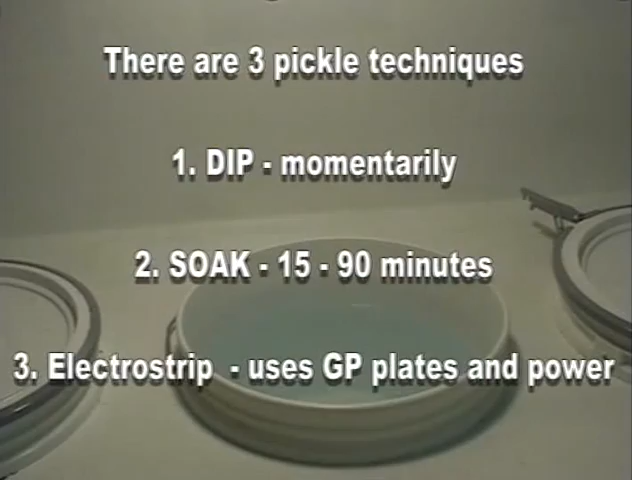 There are 3 pickle techniques
1. DIP - momentarily
2. SOAK - 15 - 90 minutes
3. Electrostrip - uses GP plates and power